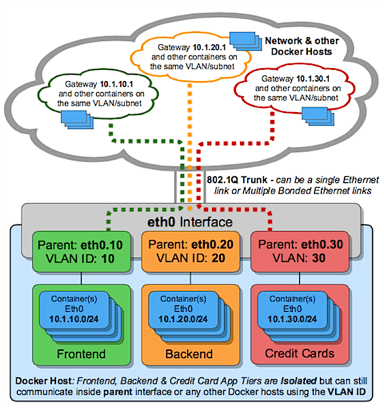 Network & other
Docker Hosts
Gateway 10.1.20.1
and other containers on
the same VLAN/subnet
Gateway 10.1.10.1
and other containers on
the same VLAN/subnet
Gateway 10.1.30.1
and other containers on
the same VLAN/subnet
802.1Q Trunk - can be a single Ethernet
link or Multiple Bonded Ethernet links
eth0 Interface
Parent: eth0.10
VLAN ID: 10
Parent: eth0.20
VLAN ID: 20
Parent: eth0.30
VLAN: 30
Container(s)
Eth0
10.1.10.0/24
Container(s)
Eth0
10.1.20.0/24
Container(s)
Eth0
10.1.30.0/24
Frontend
Backend
Credit Cards
Docker Host: Frontend, Backend & Credit Card App Tiers are Isolated but can still
communicate inside parent interface or any other Docker hosts using the VLAN ID